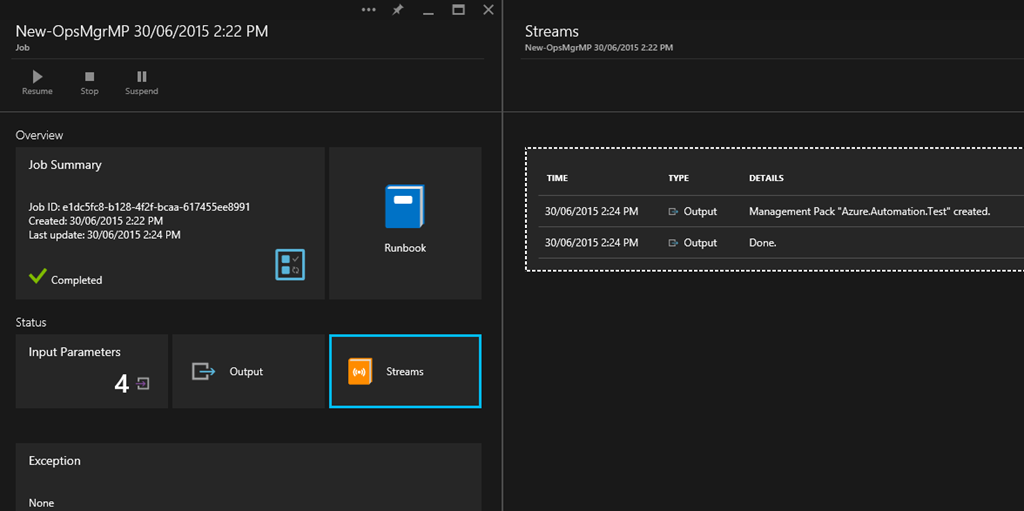 New-OpsMgrMP 30/06/2015 2:22 PM
Job
Resume
Stop
Suspend
Overview
Job Summary
Job ID: e1dc5fc8-b128-4f2f-bcaa-617455ee8991
Created: 30/06/2015 2:22 PM
Last update: 30/06/2015 2:24 PM
Completed
Runbook
Status
Input Parameters
4
Output
Streams
Exception
None
Streams
New-OpsMgrMP 30/06/2015 2:22 PM
TIME TYPE DETAILS
30/06/2015 2:24 PM Output Management Pack "Azure.Automation.Test" created.
30/06/2015 2:24 PM Output Done.